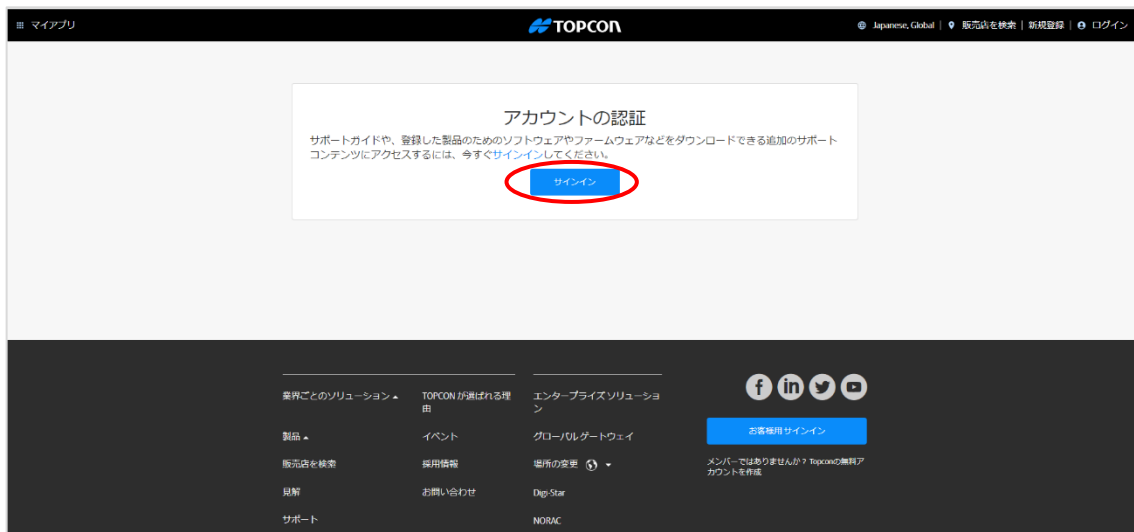 マイアプリ
TOPCON
Japanese, Global | 販売店を検索 | 新規登録 | ログイン
アカウントの認証
サポートガイドや、登録した製品のためのソフトウェアやファームウェアなどをダウンロードできる追加のサポート
コンテンツにアクセスするには、今すぐサインインしてください。
サインイン
業界ごとのソリューション
製品
販売店を検索
見解
サポート
TOPCON が選ばれる理
由
イベント
採用情報
お問い合わせ
エンタープライズ ソリューショ
ン
グローバル ゲートウェイ
場所の変更
Digi-Star
NORAC
お客様用 サインイン
メンバーではありませんか？ Topconの無料ア
カウントを作成